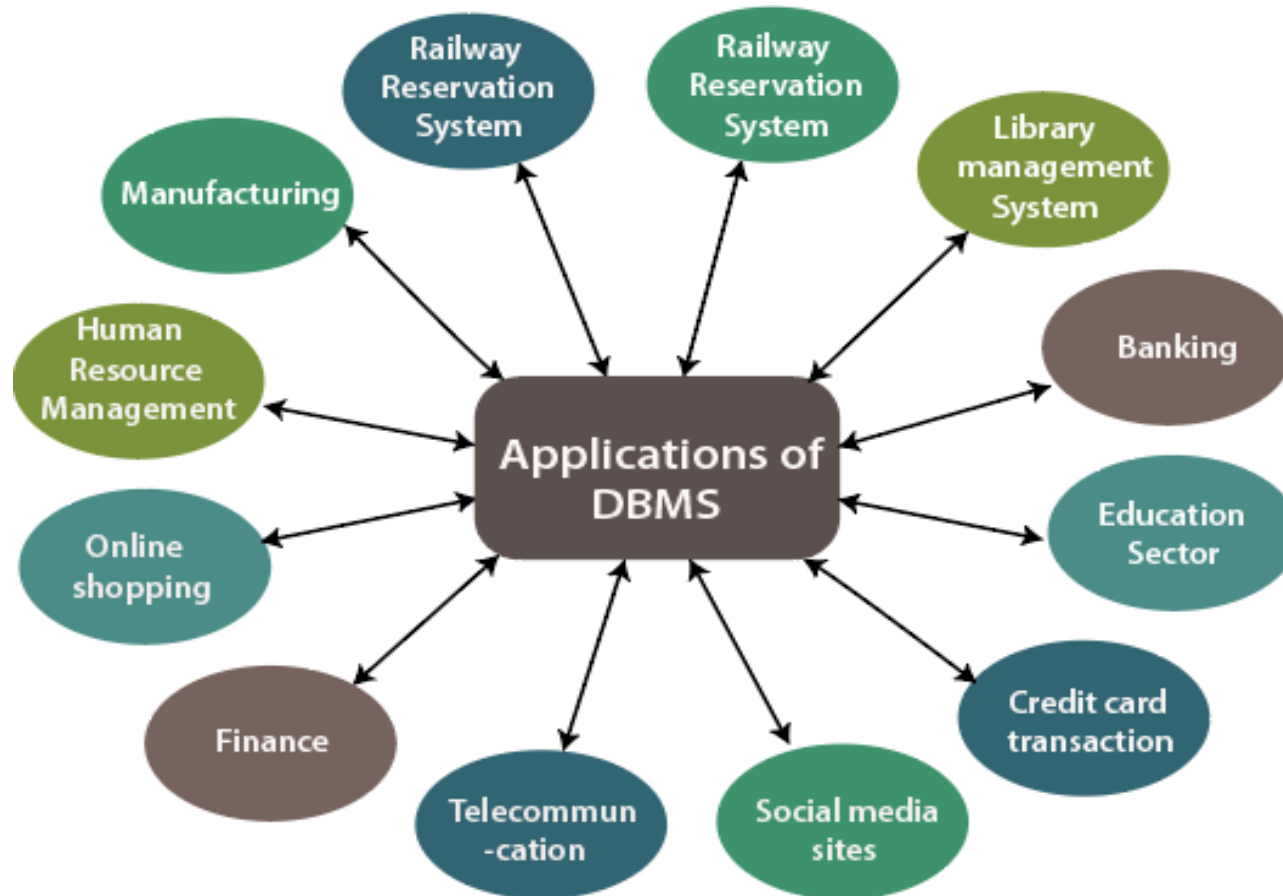 Railway
Reservation
System
Railway
Reservation
System
Library
management
System
Manufacturing
Banking
Human
Resource
Management
Applications of
DBMS
Education
Sector
Online
shopping
Credit card
transaction
Finance
Telecommun
-cation
Social media
sites